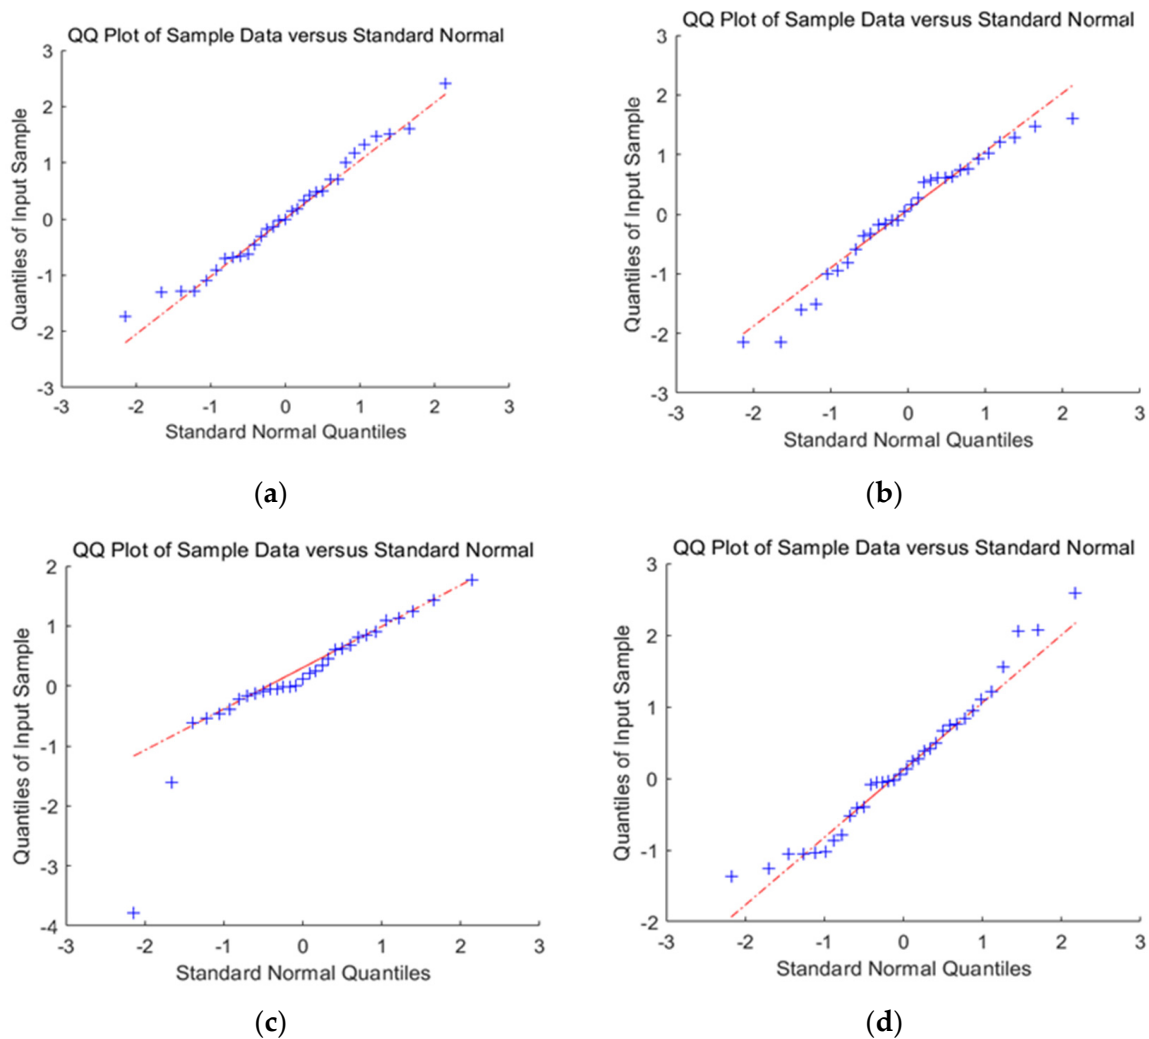 QQ Plot of Sample Data versus Standard Normal
3
2
1
0
-1
-2
-3
Quantiles of Input Sample
-3 -2 -1 0 1 2 3
Standard Normal Quantiles
(a)
QQ Plot of Sample Data versus Standard Normal
3
2
1
0
-1
-2
-3
Quantiles of Input Sample
-3 -2 -1 0 1 2 3
Standard Normal Quantiles
(b)
QQ Plot of Sample Data versus Standard Normal
2
1
0
-1
-2
-3
-4
Quantiles of Input Sample
-3 -2 -1 0 1 2 3
Standard Normal Quantiles
(c)
QQ Plot of Sample Data versus Standard Normal
3
2
1
0
-1
-2
Quantiles of Input Sample
-3 -2 -1 0 1 2 3
Standard Normal Quantiles
(d)